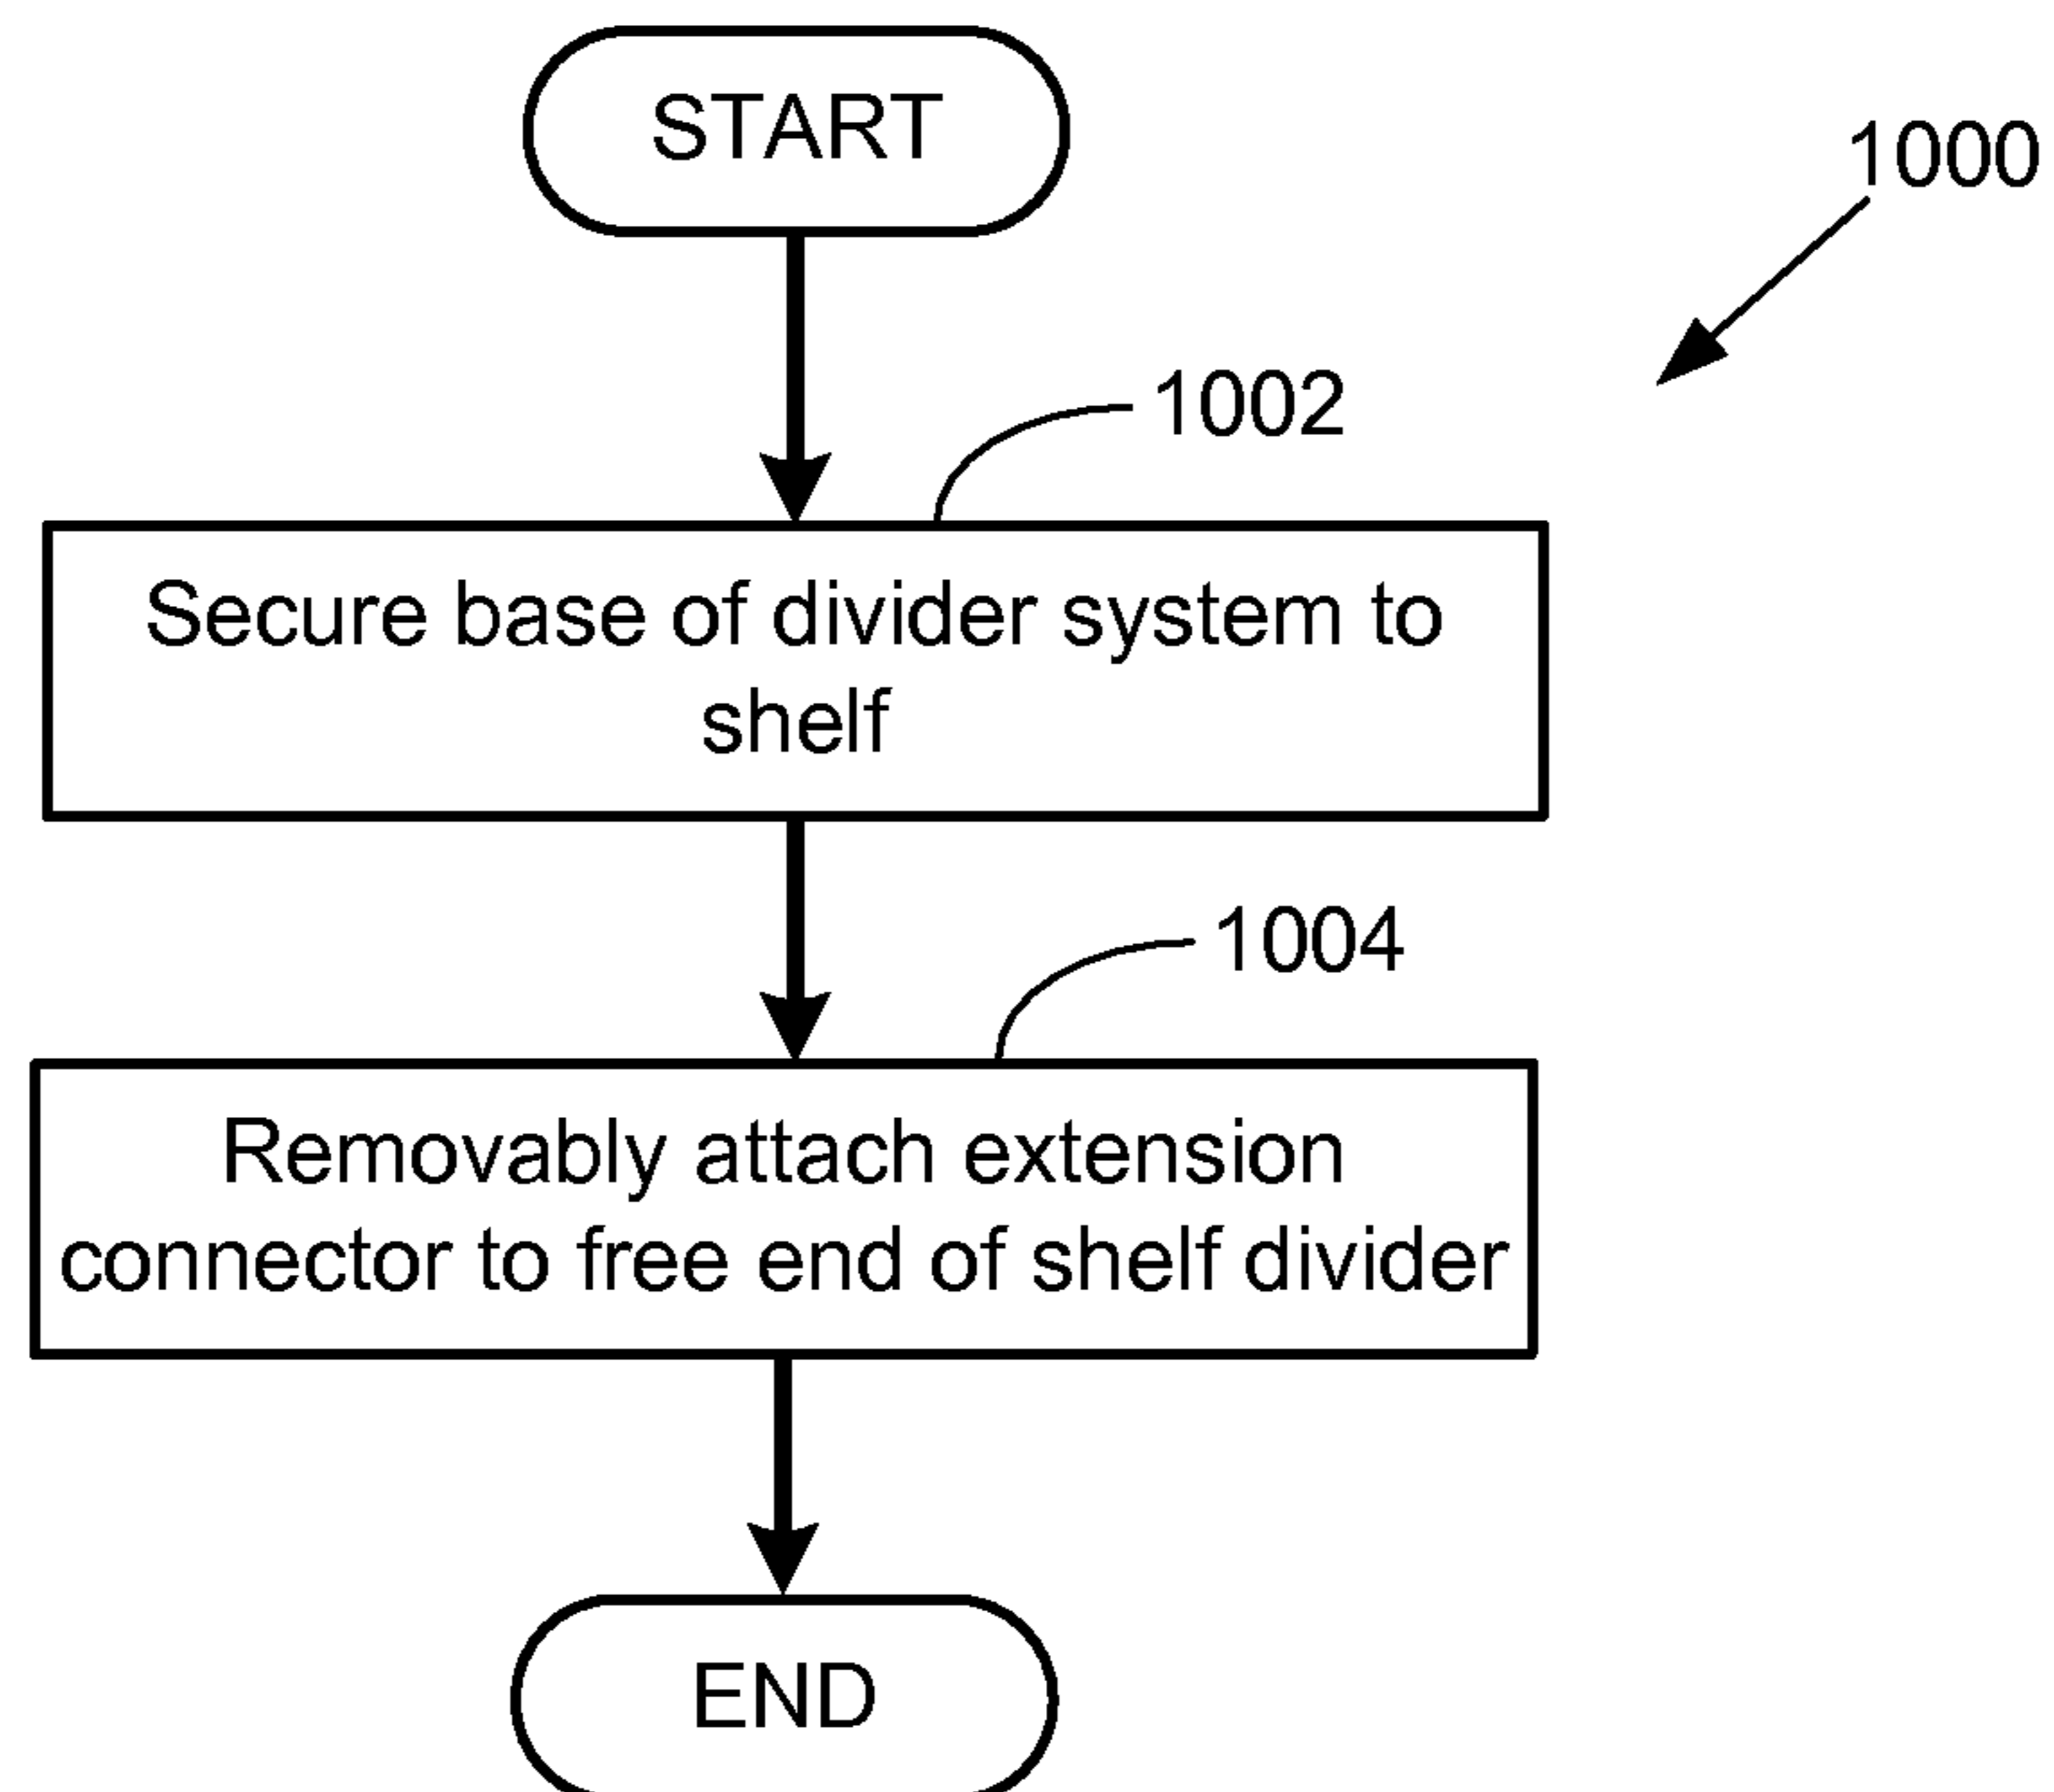 START
1000
1002
Secure base of divider system to
shelf
1004
Removably attach extension
connector to free end of shelf divider
END